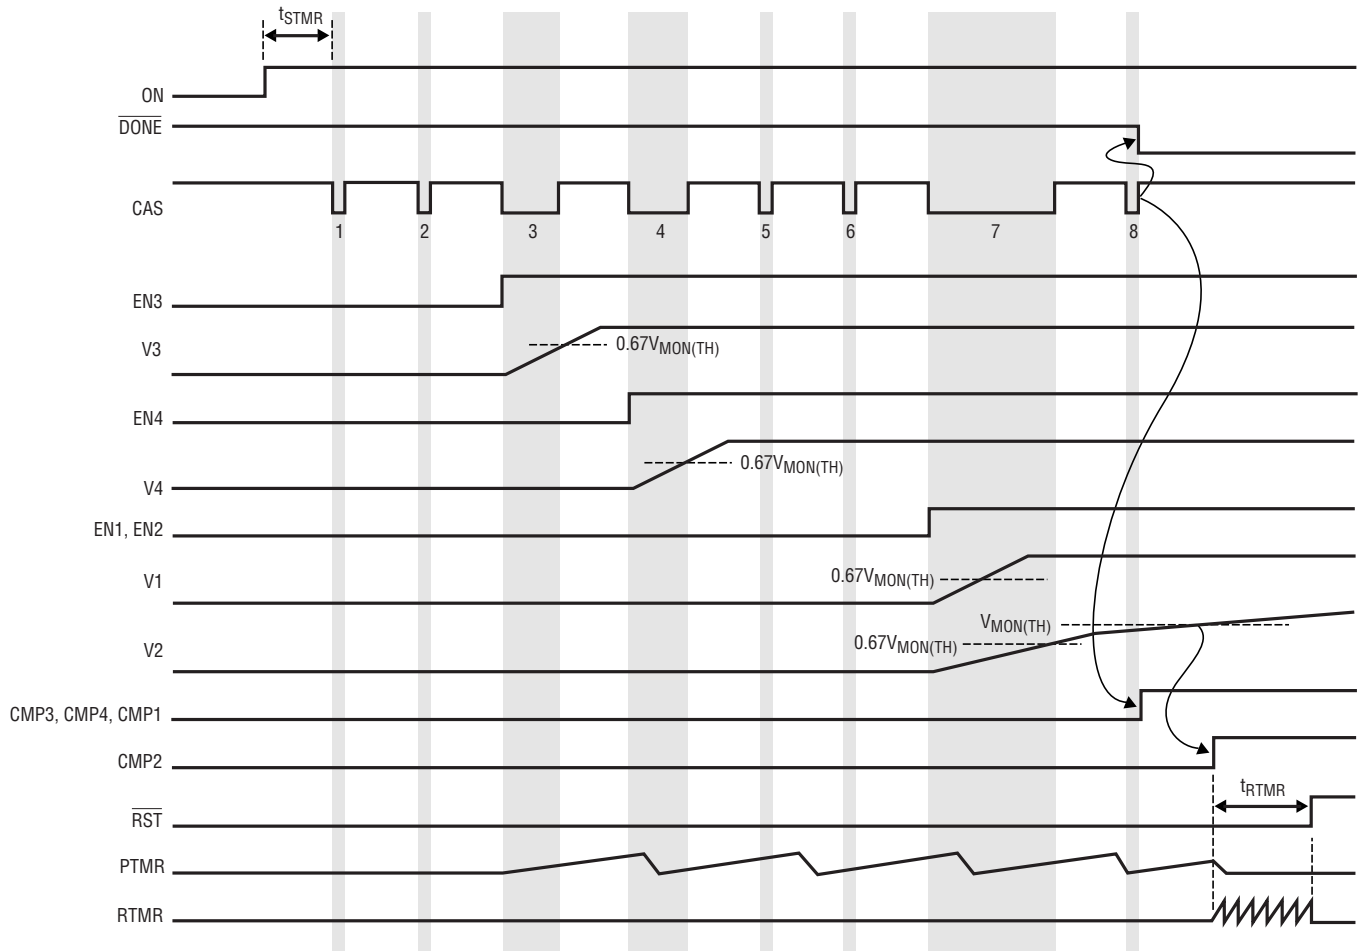 tSTMR
ON
DONE
CAS
1 2 3 4 5 6 7 8
EN3
V3
0.67VMON(TH)
EN4
V4
0.67VMON(TH)
EN1, EN2
V1
0.67VMON(TH)
VMON(TH)
V2
0.67VMON(TH)
CMP3, CMP4, CMP1
CMP2
tRTMR
RST
PTMR
RTMR